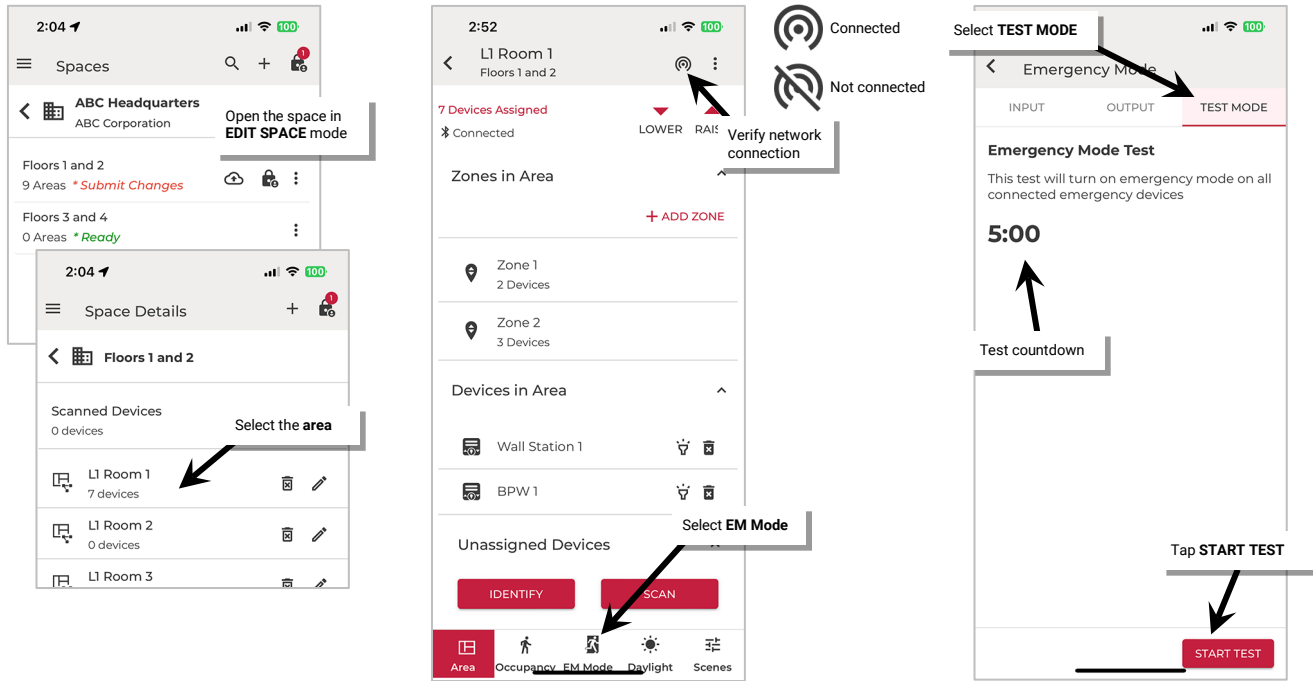 2:04
100
Spaces
1
ABC Headquarters
ABC Corporation
Open the space in
EDIT SPACE mode
Floors 1 and 2
9 Areas * Submit Changes
Floors 3 and 4
0 Areas * Ready
2:04
100
Space Details
1
Floors 1 and 2
Scanned Devices
0 devices
Select the area
L1 Room 1
7 devices
L1 Room 2
0 devices
L1 Room 3
2:52
100
L1 Room 1
Floors 1 and 2
7 Devices Assigned
Connected
LOWER
Verify network
connection
Zones in Area
+ ADD ZONE
Zone 1
2 Devices
Zone 2
3 Devices
Devices in Area
Wall Station 1
BPW 1
Select EM Mode
Unassigned Devices
IDENTIFY
SCAN
Area
Occupancy
EM Mode
Daylight
Scenes
Connected
Not connected
Select TEST MODE
100
Emergency Mode
INPUT
OUTPUT
TEST MODE
Emergency Mode Test
This test will turn on emergency mode on all
connected emergency devices
5:00
Test countdown
Tap START TEST
START TEST